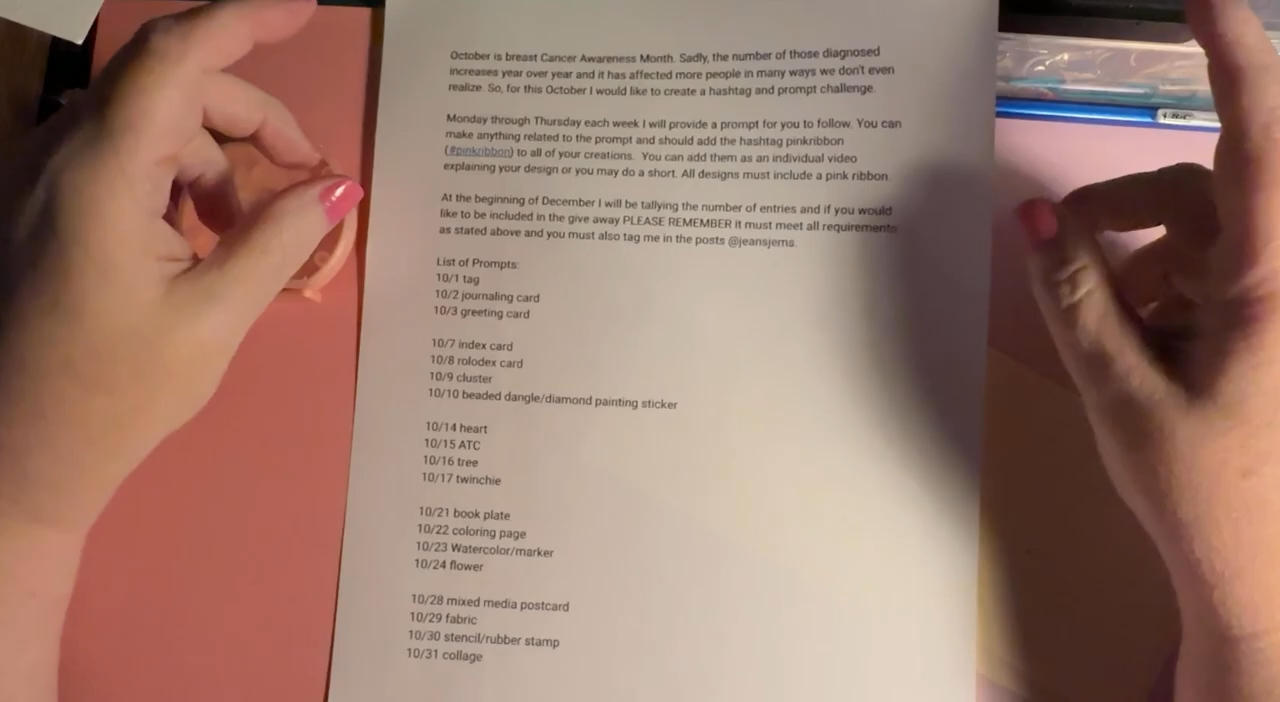 October is breast Cancer Awareness Month. Sadly, the number of those diagnosed
increases year over year and it has affected more people in many ways we don't even
realize. So, for this October I would like to create a hashtag and prompt challenge.
Monday through Thursday each week I will provide a prompt for you to follow. You can
make anything related to the prompt and should add the hashtag pinkribbon
(#pinkribbon) to all of your creations. You can add them as an individual video
explaining your design or you may do a short. All designs must include a pink ribbon.
At the beginning of December I will be tallying the number of entries and if you would
like to be included in the give away PLEASE REMEMBER it must meet all requirements
as stated above and you must also tag me in the posts @jeansjems.
List of Prompts:
10/1 tag
10/2 journaling card
10/3 greeting card
10/7 index card
10/8 rolodex card
10/9 cluster
10/10 beaded dangle/diamond painting sticker
10/14 heart
10/15 ATC
10/16 tree
10/17 twinchie
10/21 book plate
10/22 coloring page
10/23 Watercolor/marker
10/24 flower
10/28 mixed media postcard
10/29 fabric
10/30 stencil/rubber stamp
10/31 collage